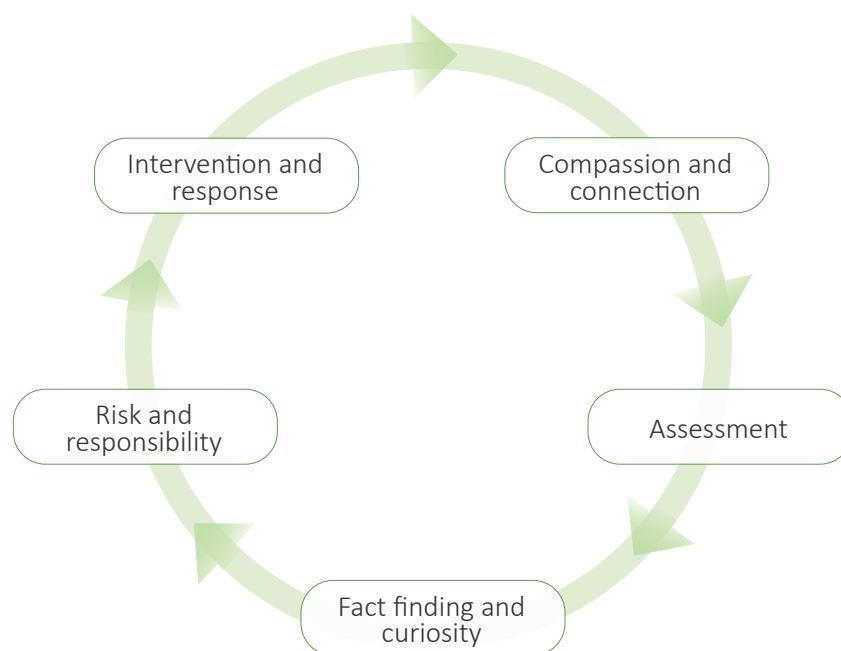 Intervention and
response
Compassion and
connection
Risk and
responsibility
Assessment
Fact finding and
curiosity